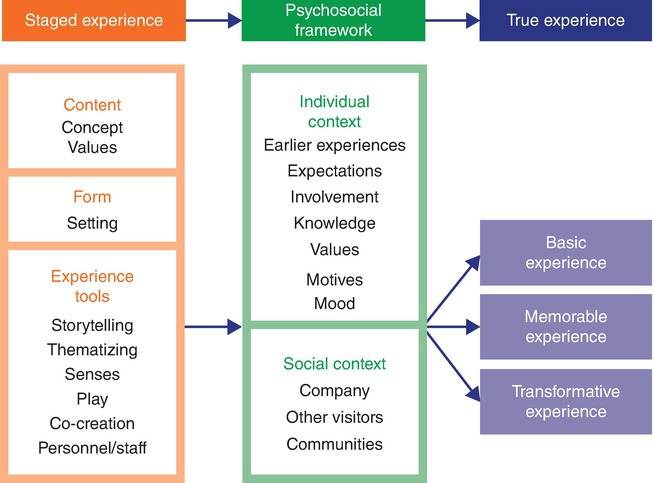 Staged experience
Psychosocial
framework
True experience
Content
Concept
Values
Form
Setting
Experience
tools
Storytelling
Thematizing
Senses
Play
Co-creation
Personnel/staff
Individual
context
Earlier experiences
Expectations
Involvement
Knowledge
Values
Motives
Mood
Social context
Company
Other visitors
Communities
Basic
experience
Memorable
experience
Transformative
experience